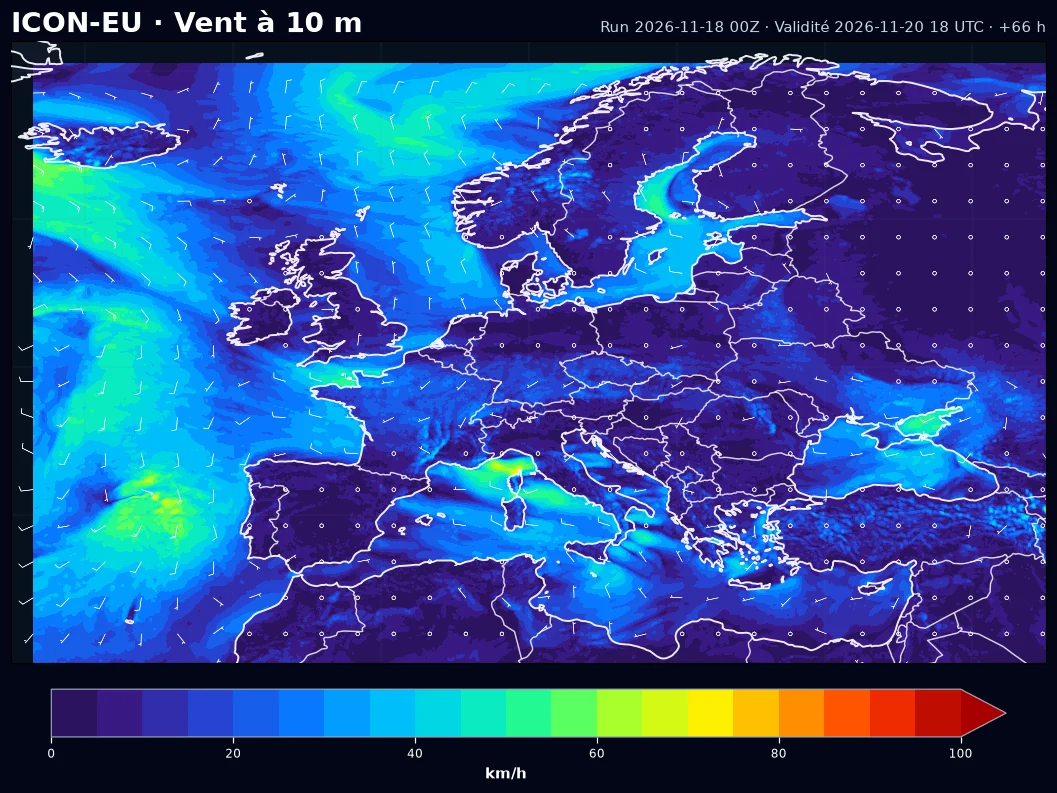 ICON-EU · Vent à 10 m
Run 2026-11-18 00Z · Validité 2026-11-20 18 UTC · +66 h
0 20 40 60 80 100
km/h